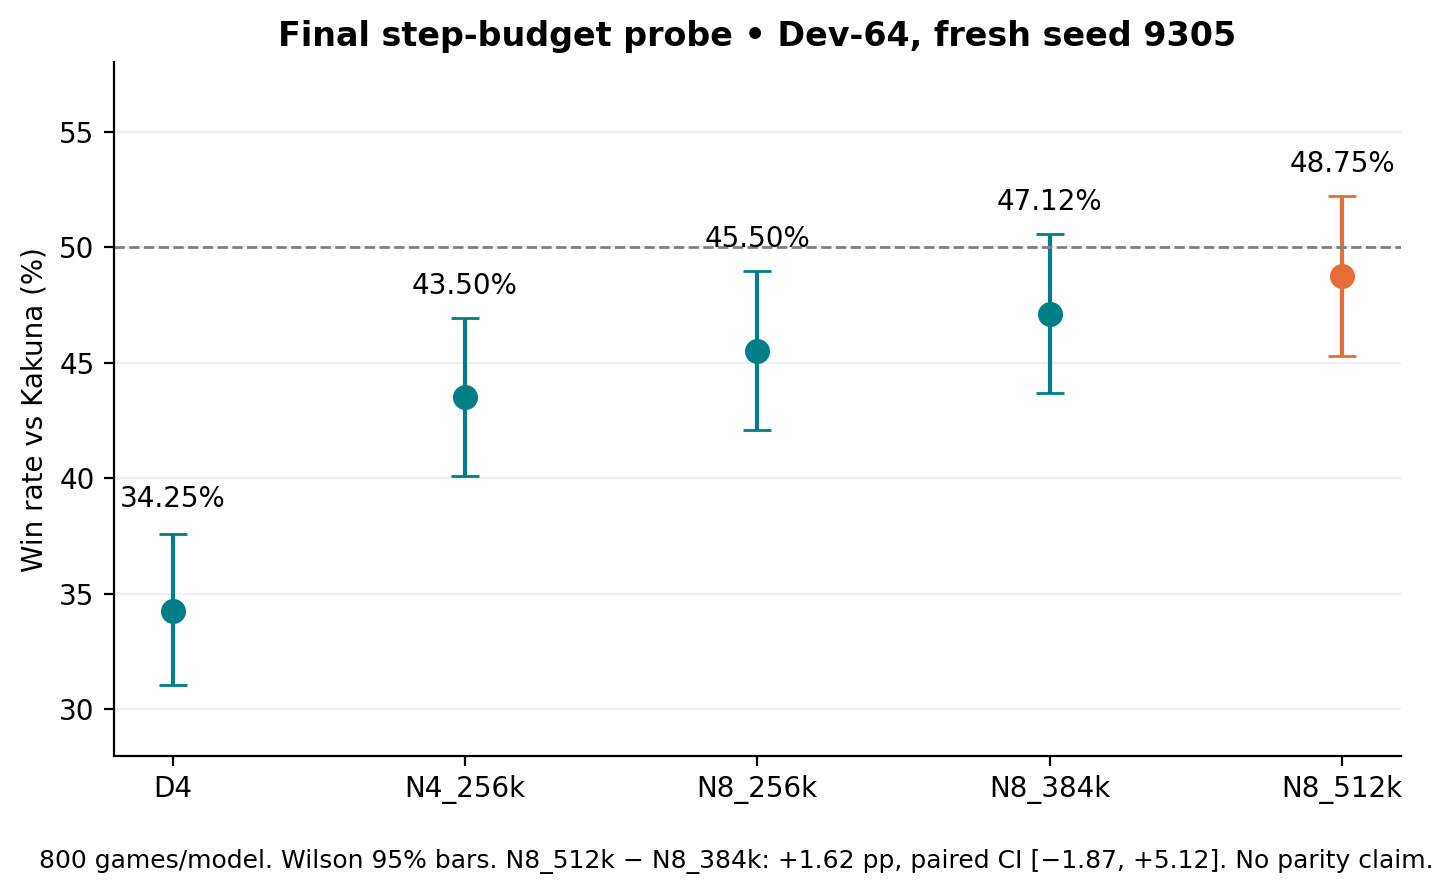 Final step-budget probe • Dev-64, fresh seed 9305
Win rate vs Kakuna (%)
55
50
45
40
35
30
34.25%
43.50%
45.50%
47.12%
48.75%
D4
N4_256k
N8_256k
N8_384k
N8_512k
800 games/model. Wilson 95% bars. N8_512k − N8_384k: +1.62 pp, paired CI [−1.87, +5.12]. No parity claim.